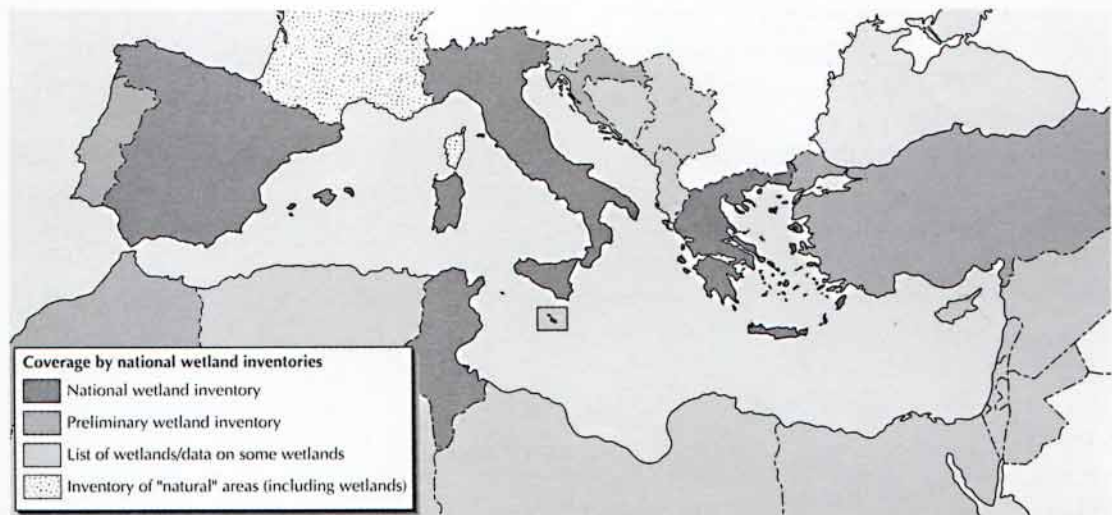 Coverage by national wetland inventories
National wetland inventory
Preliminary wetland inventory
List of wetlands/data on some wetlands
Inventory of "natural" areas (including wetlands)